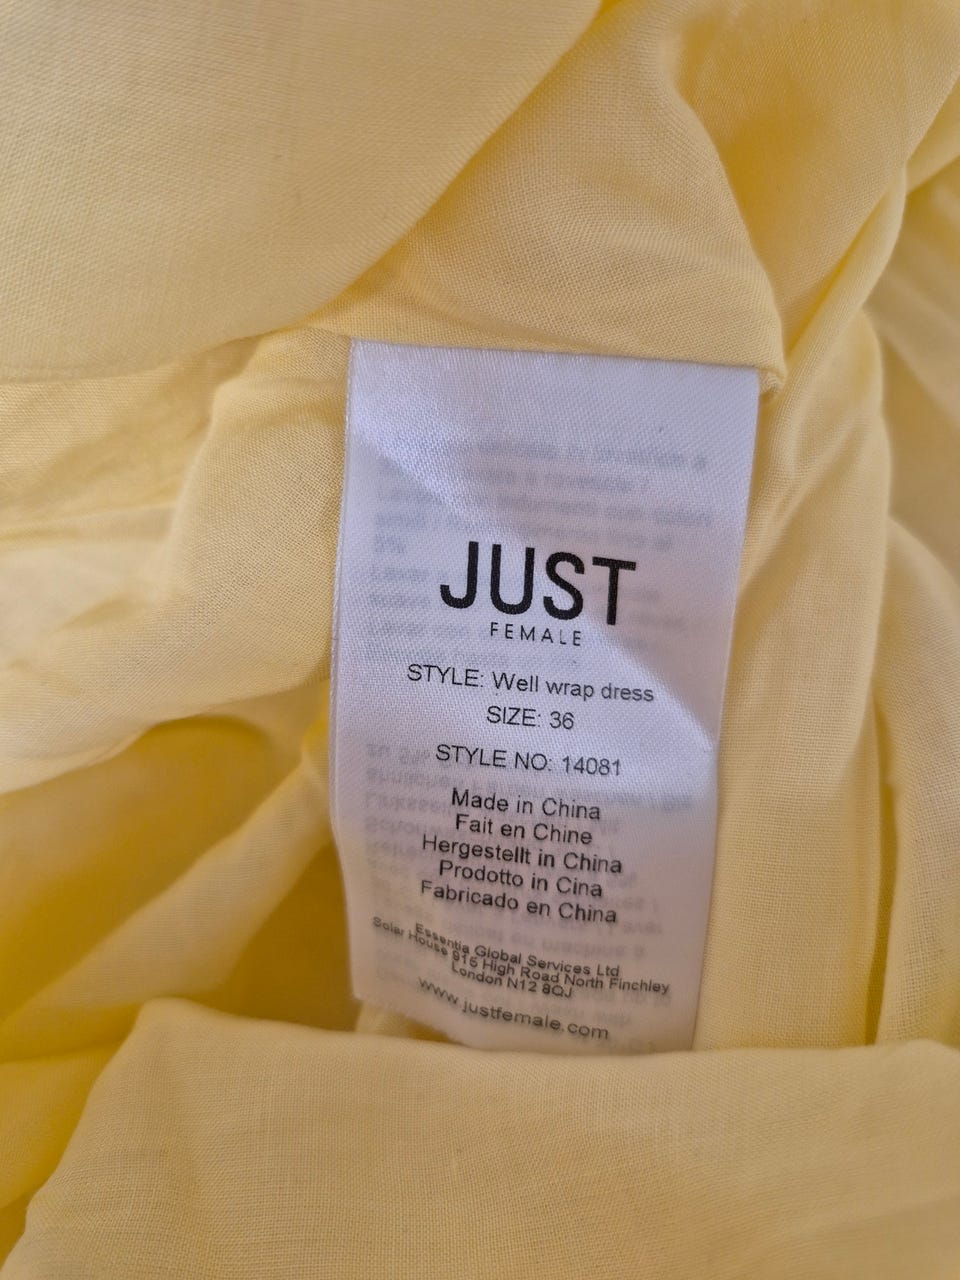 JUST
FEMALE
STYLE: Well wrap dress
SIZE: 36
STYLE NO: 14081
Made in China
Fait en Chine
Hergestellt in China
Prodotto in Cina
Fabricado en China
Essentia Global Services Ltd
Solar House 915 High Road North Finchley
London N12 8QJ
www.justfemale.com